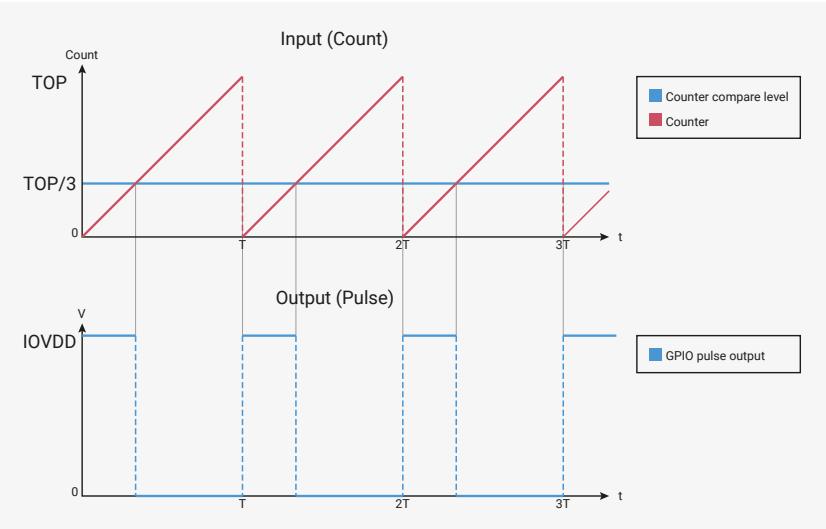 Input (Count)
Count
TOP
TOP/3
0
T
2T
3T
t
Counter compare level
Counter
Output (Pulse)
V
IOVDD
0
T
2T
3T
t
GPIO pulse output